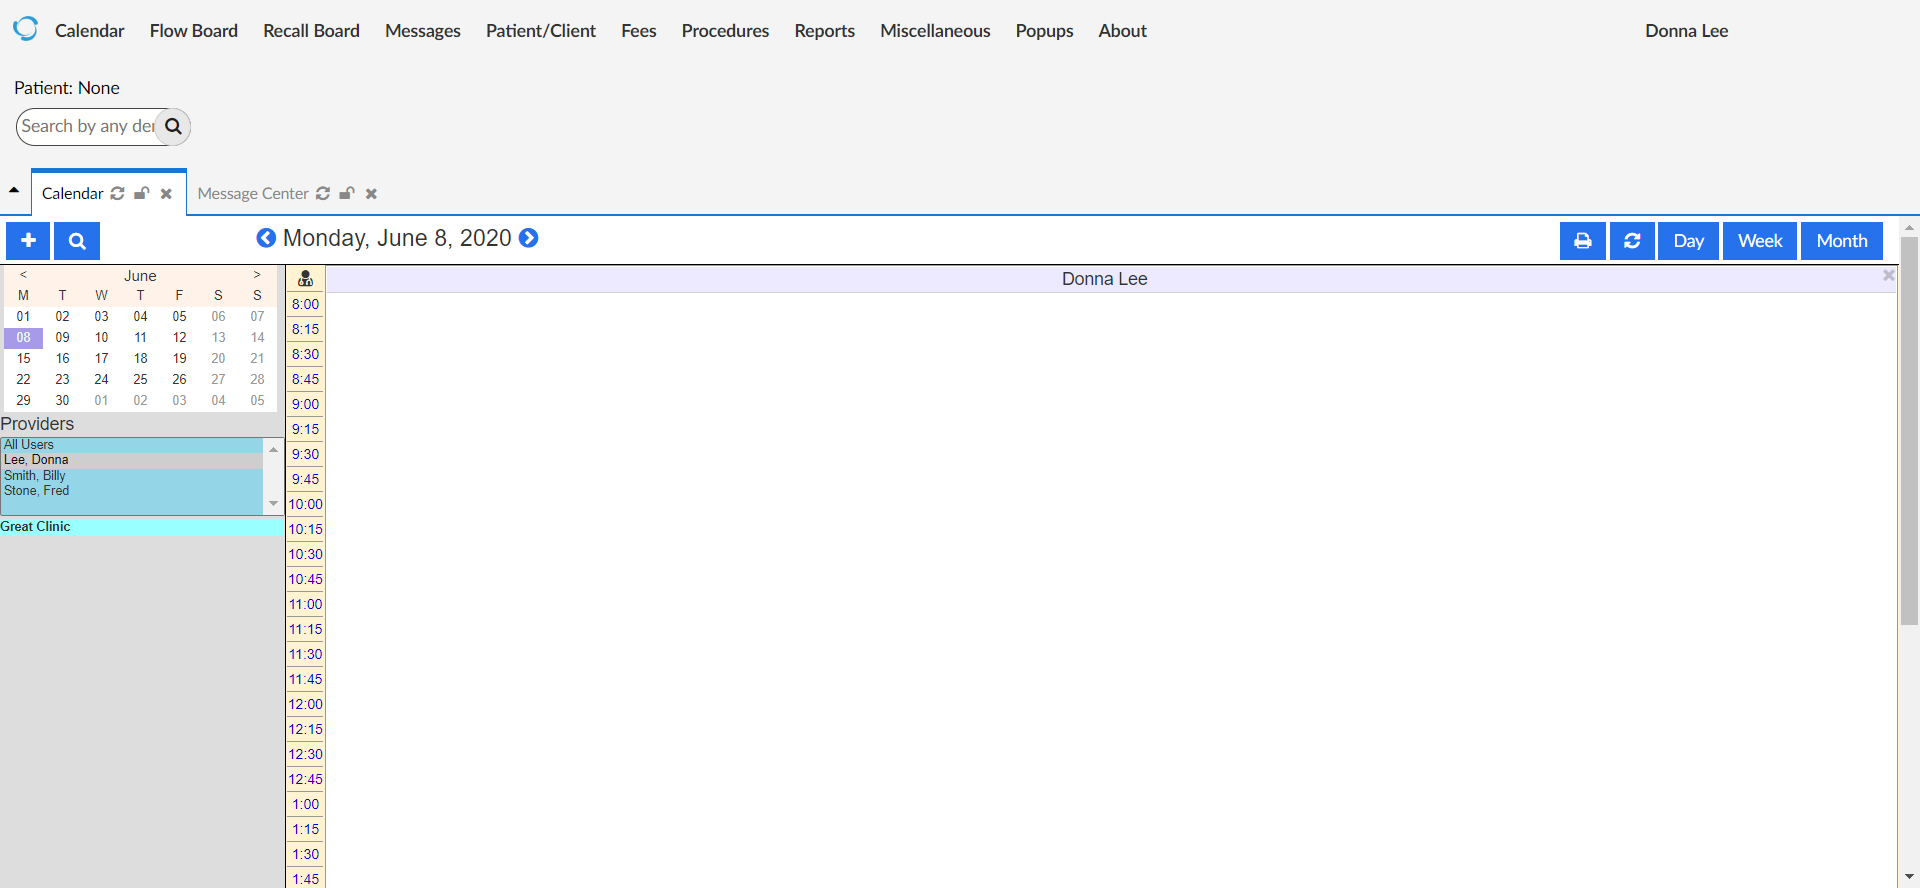 Calendar Flow Board Recall Board Messages Patient/Client Fees Procedures Reports Miscellaneous Popups About Donna Lee
Patient: None
Search by any der
Calendar Message Center
Monday, June 8, 2020 Day Week Month
< June >
M T W T F S S
01 02 03 04 05 06 07
08 09 10 11 12 13 14
15 16 17 18 19 20 21
22 23 24 25 26 27 28
29 30 01 02 03 04 05
Providers
All Users
Lee, Donna
Smith, Billy
Stone, Fred
Great Clinic
Donna Lee
8:00
8:15
8:30
8:45
9:00
9:15
9:30
9:45
10:00
10:15
10:30
10:45
11:00
11:15
11:30
11:45
12:00
12:15
12:30
12:45
1:00
1:15
1:30
1:45